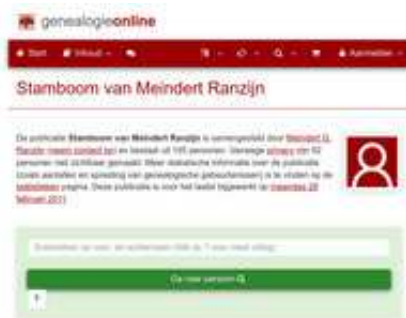 genealogieonline
Start Inhoud Aanmelden
Stamboom van Meindert Ranzijn
De publicatie Stamboom van Meindert Ranzijn is samengesteld door Meindert G.
Ranzijn (neem contact op) en bestaat uit 105 personen. Vanwege privacy zijn 92
personen niet zichtbaar gemaakt. Meer statistische informatie over de publicatie
(zoals aantallen en spreiding van genealogische gebeurtenissen) is te vinden op de
statistieken pagina. Deze publicatie is voor het laatst bijgewerkt op maandag 28
februari 2011.
Ga naar persoon